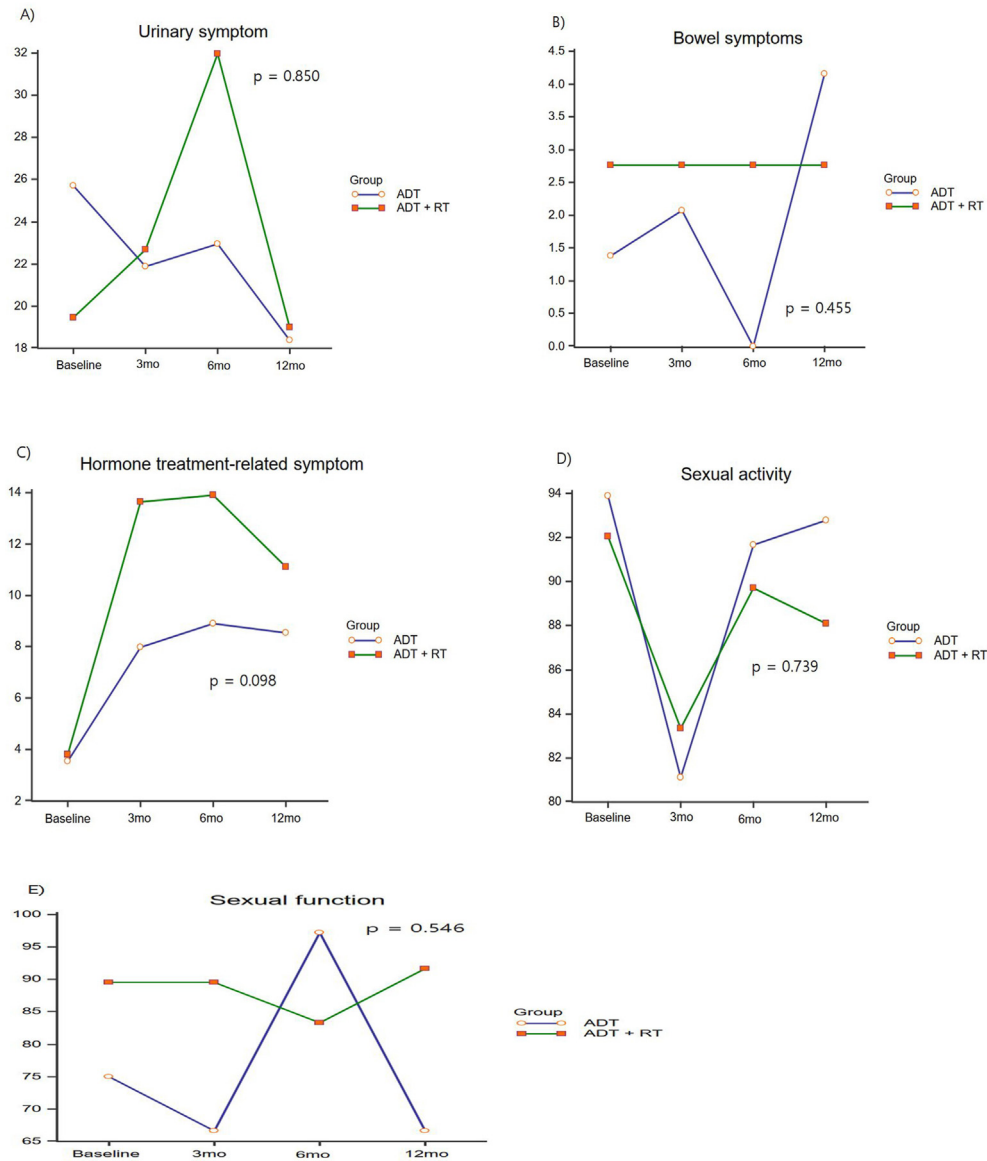 A)
Urinary symptom
32
30
28
26
24
22
20
18
p = 0.850
Group
ADT
ADT + RT
Baseline
3mo
6mo
12mo
B)
Bowel symptoms
4.5
4.0
3.5
3.0
2.5
2.0
1.5
1.0
0.5
0.0
p = 0.455
Group
ADT
ADT + RT
Baseline
3mo
6mo
12mo
C)
Hormone treatment-related symptom
14
12
10
8
6
4
2
p = 0.098
Group
ADT
ADT + RT
Baseline
3mo
6mo
12mo
D)
Sexual activity
94
92
90
88
86
84
82
80
p = 0.739
Group
ADT
ADT + RT
Baseline
3mo
6mo
12mo
E)
Sexual function
100
95
90
85
80
75
70
65
p = 0.546
Group
ADT
ADT + RT
Baseline
3mo
6mo
12mo